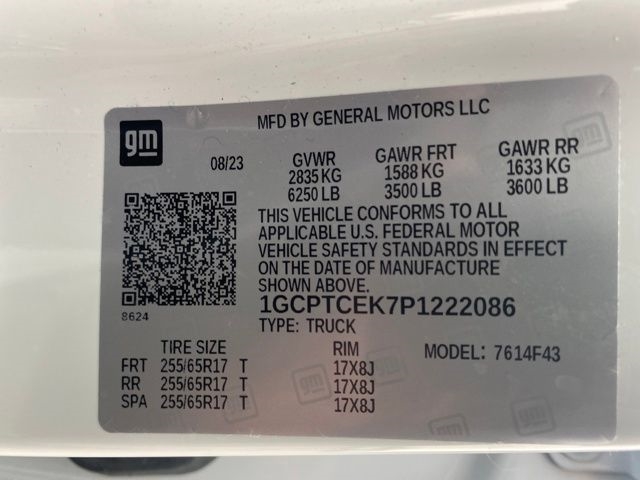 gm
MFD BY GENERAL MOTORS LLC
08/23 GVWR GAWR FRT GAWR RR
2835 KG 1588 KG 1633 KG
6250 LB 3500 LB 3600 LB
THIS VEHICLE CONFORMS TO ALL
APPLICABLE U.S. FEDERAL MOTOR
VEHICLE SAFETY STANDARDS IN EFFECT
ON THE DATE OF MANUFACTURE
SHOWN ABOVE.
1GCPTCEK7P1222086
8624
TYPE: TRUCK
TIRE SIZE RIM MODEL: 7614F43
FRT 255/65R17 T 17X8J
RR 255/65R17 T 17X8J
SPA 255/65R17 T 17X8J